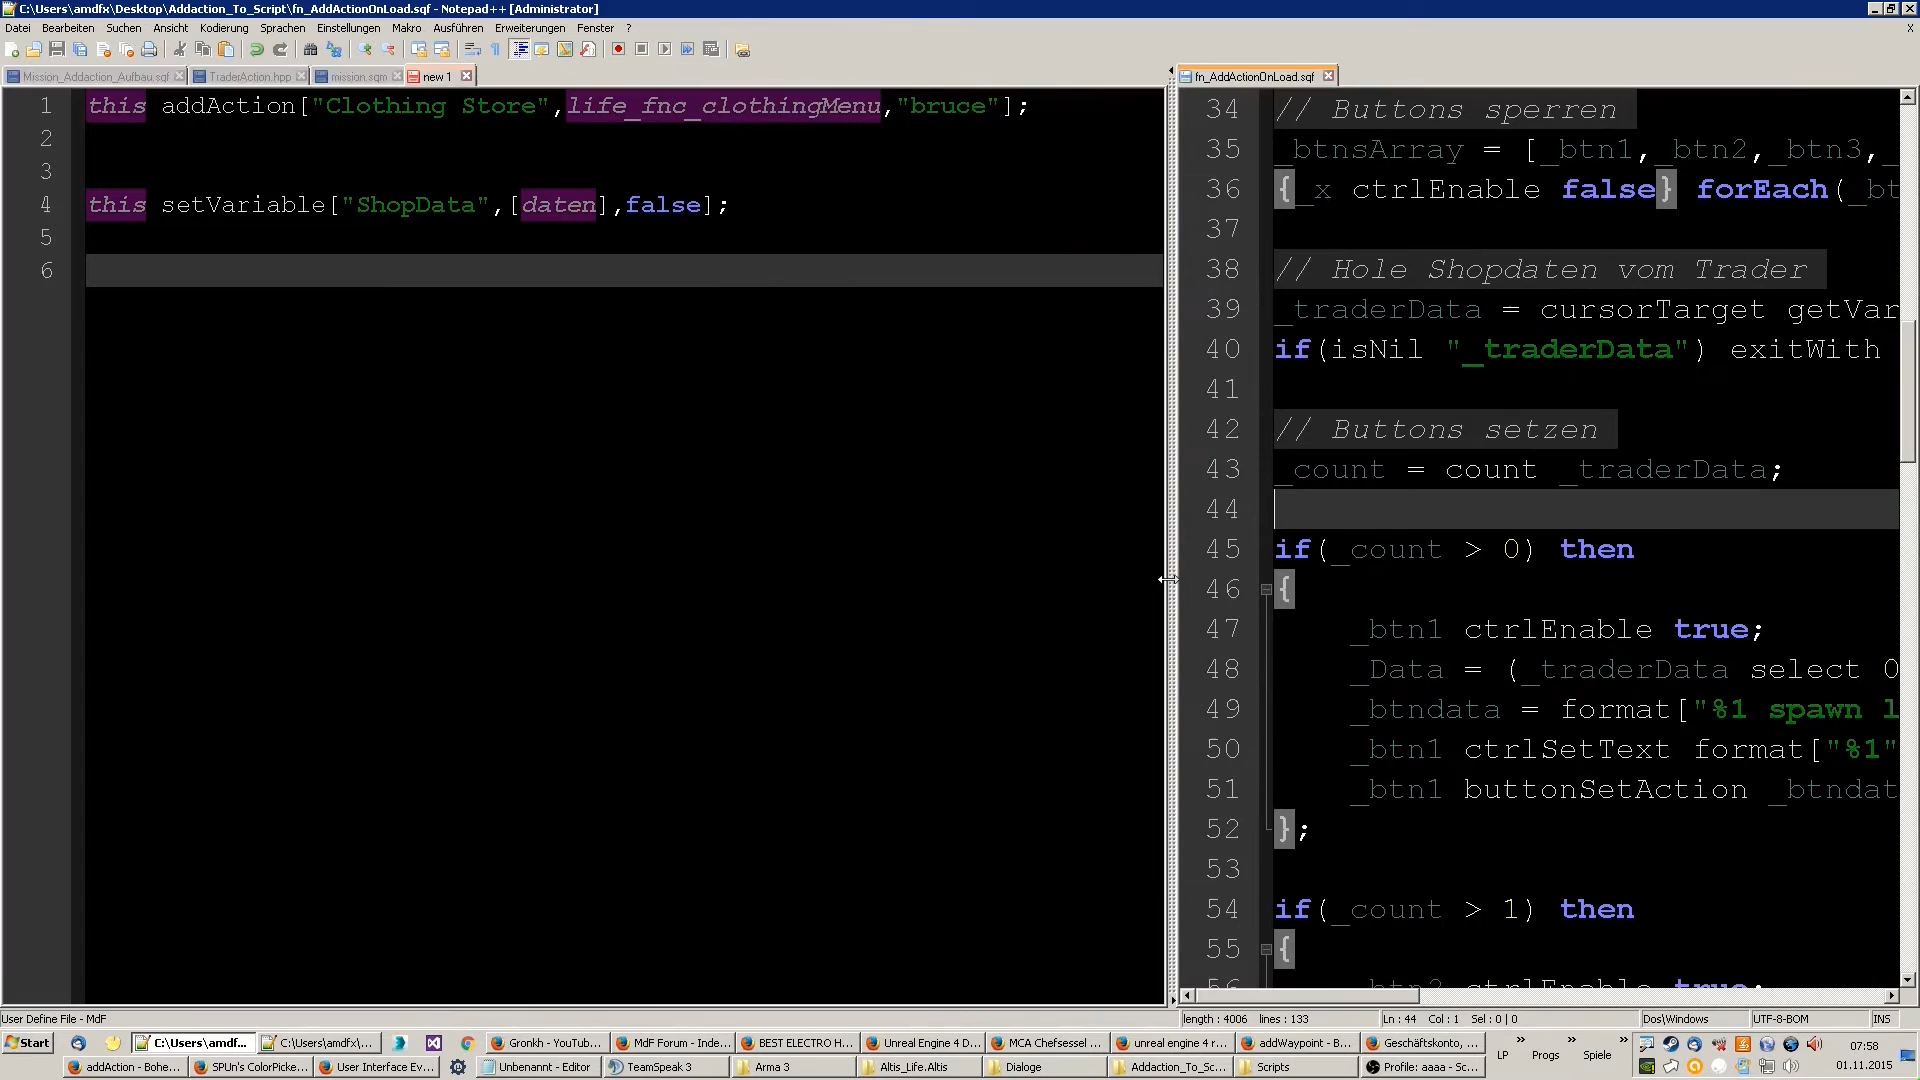 C:\Users\amdfx\Desktop\Addaction_To_Script\fn_AddActionOnLoad.sqf - Notepad++ [Administrator]
Datei Bearbeiten Suchen Ansicht Kodierung Sprachen Einstellungen Makro Ausführen Erweiterungen Fenster ? X
Mission_Addaction_Aufbau.sqf TraderAction.hpp mission.sqm new 1
1 this addAction["Clothing Store",life_fnc_clothingMenu,"bruce"];
2
3
4 this setVariable["ShopData",[daten],false];
5
6
fn_AddActionOnLoad.sqf
34 // Buttons sperren
35 _btnsArray = [_btn1,_btn2,_btn3,_
36 {_x ctrlEnable false} forEach(_bt
37
38 // Hole Shopdaten vom Trader
39 _traderData = cursorTarget getVar
40 if(isNil "_traderData") exitWith
41
42 // Buttons setzen
43 _count = count _traderData;
44
45 if(_count > 0) then
46 {
47 _btn1 ctrlEnable true;
48 _Data = (_traderData select 0
49 _btndata = format["%1 spawn l
50 _btn1 ctrlSetText format["%1"
51 _btn1 buttonSetAction _btndat
52 };
53
54 if(_count > 1) then
55 {
56 _btn2 ctrlEnable true;
User Define File - MdF length : 4006 lines : 133 Ln : 44 Col : 1 Sel : 0 | 0 Dos\Windows UTF-8-BOM INS
Start C:\Users\amdf... C:\Users\amdfx\... Gronkh - YouTub... MdF Forum - Inde... BEST ELECTRO H... Unreal Engine 4 D... MCA Chefsessel ... unreal engine 4 r... addWaypoint - B... Geschäftskonto, ...
addAction - Bohe... SPUn's ColorPicke... User Interface Ev... Unbenannt - Editor TeamSpeak 3 Arma 3 Altis_Life.Altis Dialoge Addaction_To_Sc... Scripts Profile: aaaa - Sc...
LP » Progs » Spiele »
07:58
01.11.2015